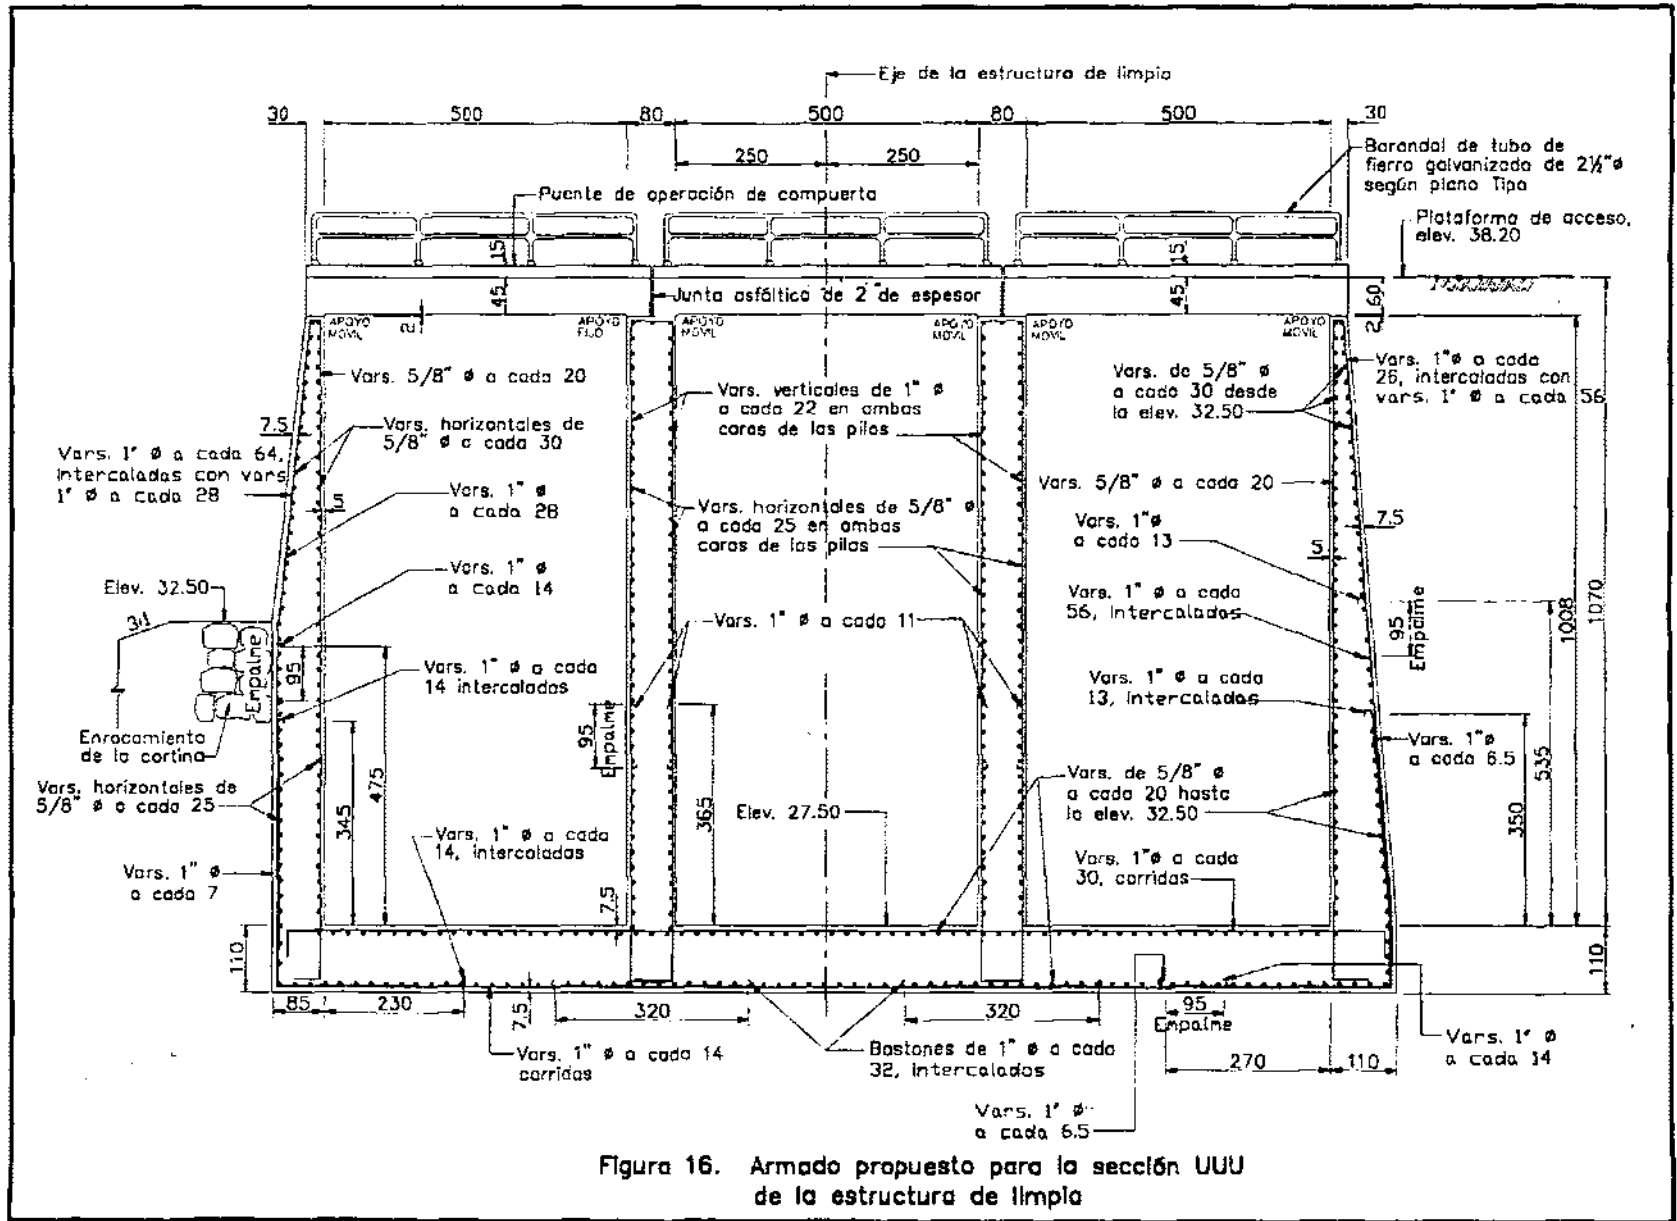 Eje de la estructura de limpia
30 500 80 500 80 500 30
250 250
Barandal de tubo de
fierro galvanizado de 2½"ø
según plano Tipo
Puente de operación de compuerta
Plataforma de acceso,
elev. 38.20
15
15
45
Junta asfáltica de 2" de espesor
45
60
2
2
APOYO
MOVIL
APOYO
FIJO
APOYO
MOVIL
APOYO
MOVIL
APOYO
MOVIL
APOYO
MOVIL
Vars. 5/8" ø a cada 20
Vars. verticales de 1" ø
a cada 22 en ambas
caras de las pilas
Vars. de 5/8" ø
a cada 30 desde
la elev. 32.50
Vars. 1"ø a cada
26, intercaladas con
vars. 1" ø a cada 56
7.5
Vars. horizontales de
5/8" ø a cada 30
Vars. 1" ø a cada 64,
intercaladas con vars
1" ø a cada 28
5
Vars. 1" ø
a cada 28
Vars. horizontales de 5/8" ø
a cada 25 en ambas
caras de las pilas
Vars. 5/8" ø a cada 20
Vars. 1"ø
a cada 13
7.5
5
Elev. 32.50
3:1
Vars. 1" ø
a cada 14
Vars. 1" ø a cada
56, intercaladas
95
Empalme
1008
1070
Vars. 1" ø a cada 11
Empalme
95
Vars. 1" ø a cada
14 intercaladas
Vars. 1" ø a cada
13, intercaladas
Enrocamiento
de la cortina
95
Empalme
Vars. 1"ø
a cada 6.5
535
350
Vars. horizontales de
5/8" ø a cada 25
345
475
365
Elev. 27.50
Vars. de 5/8" ø
a cada 20 hasta
la elev. 32.50
Vars. 1" ø a cada
14, intercaladas
Vars. 1" ø
a cada 7
Vars. 1"ø a cada
30, corridas
7.5
110
110
85 230
7.5
320
320
95
Empalme
Vars. 1" ø a cada 14
corridas
Bastones de 1" ø a cada
32, intercalados
270 110
Vars. 1" ø
a cada 14
Vars. 1" ø
a cada 6.5
Figura 16. Armado propuesto para la sección UUU
de la estructura de limpia